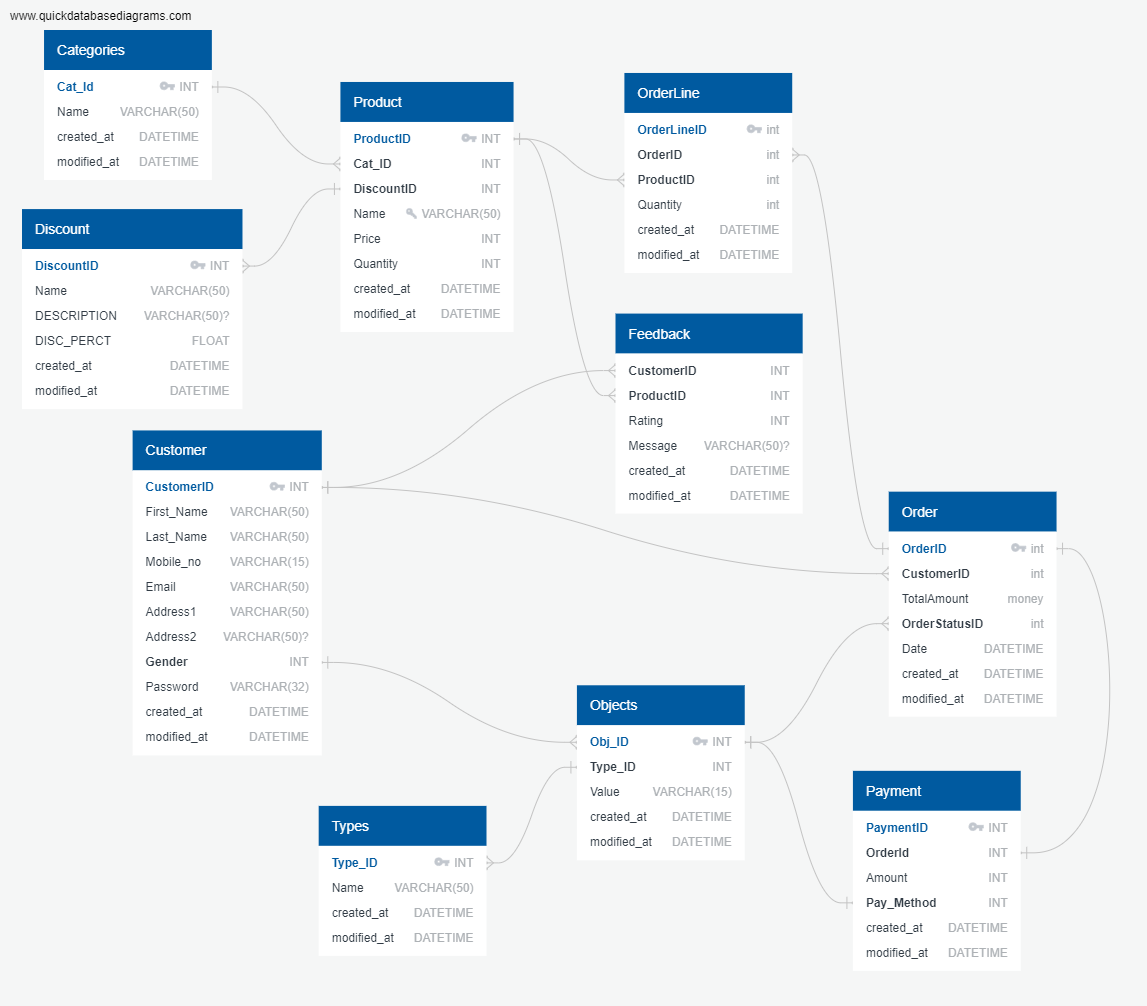 www.quickdatabasediagrams.com
Categories
Cat_Id INT
Name VARCHAR(50)
created_at DATETIME
modified_at DATETIME
Product
ProductID INT
Cat_ID INT
DiscountID INT
Name VARCHAR(50)
Price INT
Quantity INT
created_at DATETIME
modified_at DATETIME
OrderLine
OrderLineID int
OrderID int
ProductID int
Quantity int
created_at DATETIME
modified_at DATETIME
Discount
DiscountID INT
Name VARCHAR(50)
DESCRIPTION VARCHAR(50)?
DISC_PERCT FLOAT
created_at DATETIME
modified_at DATETIME
Feedback
CustomerID INT
ProductID INT
Rating INT
Message VARCHAR(50)?
created_at DATETIME
modified_at DATETIME
Customer
CustomerID INT
First_Name VARCHAR(50)
Last_Name VARCHAR(50)
Mobile_no VARCHAR(15)
Email VARCHAR(50)
Address1 VARCHAR(50)
Address2 VARCHAR(50)?
Gender INT
Password VARCHAR(32)
created_at DATETIME
modified_at DATETIME
Order
OrderID int
CustomerID int
TotalAmount money
OrderStatusID int
Date DATETIME
created_at DATETIME
modified_at DATETIME
Objects
Obj_ID INT
Type_ID INT
Value VARCHAR(15)
created_at DATETIME
modified_at DATETIME
Types
Type_ID INT
Name VARCHAR(50)
created_at DATETIME
modified_at DATETIME
Payment
PaymentID INT
OrderId INT
Amount INT
Pay_Method INT
created_at DATETIME
modified_at DATETIME